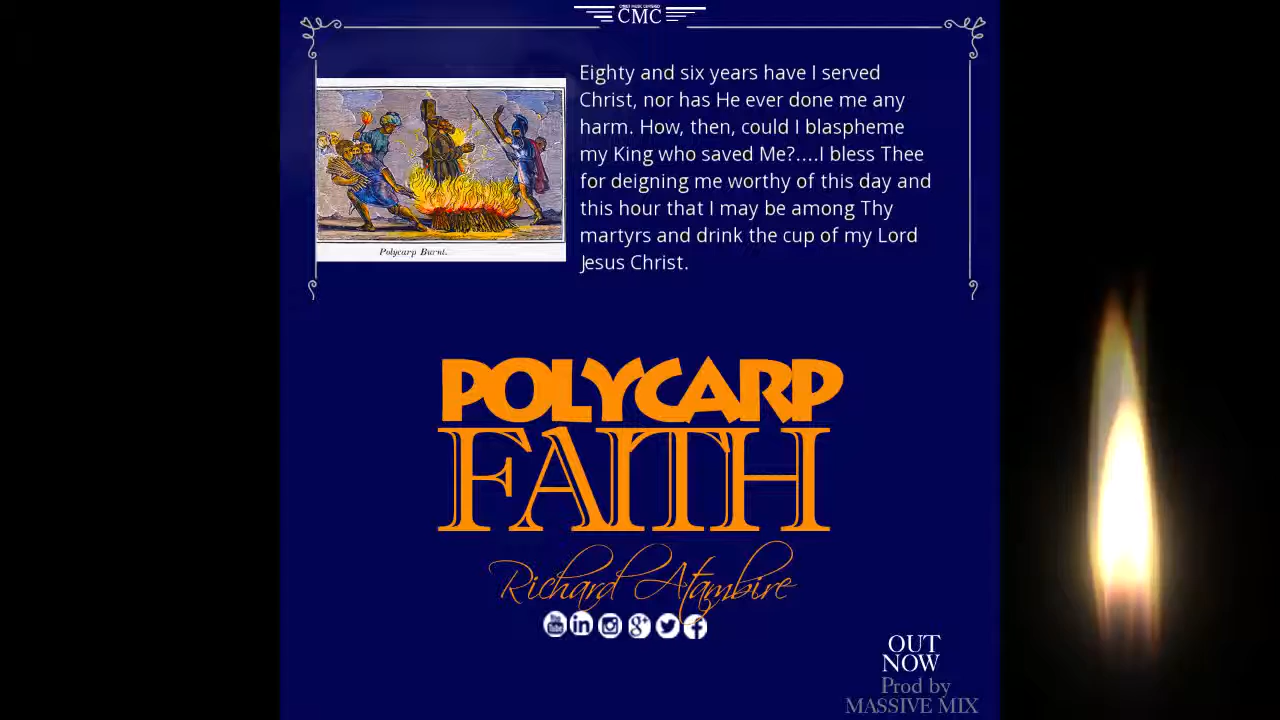 CMC
Eighty and six years have I served
Christ, nor has He ever done me any
harm. How, then, could I blaspheme
my King who saved Me?....I bless Thee
for deigning me worthy of this day and
this hour that I may be among Thy
martyrs and drink the cup of my Lord
Jesus Christ.
Polycarp Burnt.
POLYCARP
FAITH
Richard Atambire
OUT
NOW
Prod by
MASSIVE MIX